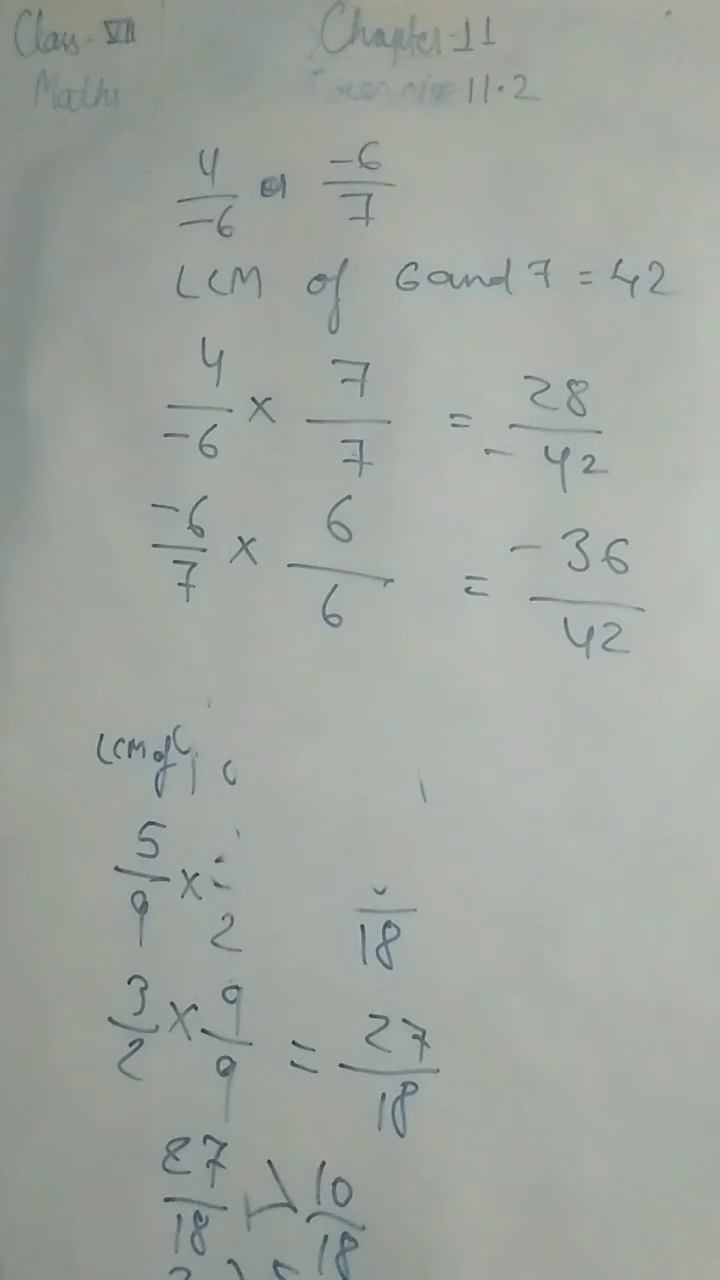 Class-VII Chapter-11
Maths Exercise 11.2
4/-6 -6/7
LCM of 6 and 7 = 42
4/-6 × 7/7 = 28/-42
-6/7 × 6/6 = -36/42
LCM of
5/9 × /2 /18
3/2 × 9/9 = 27/18
27/18 > 10/18